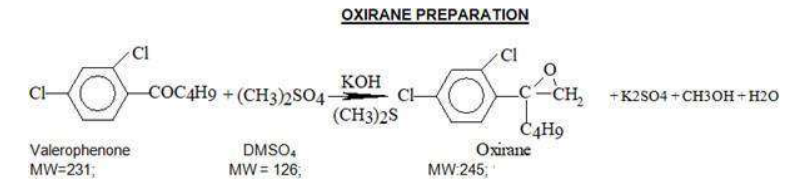 OXIRANE PREPARATION
Cl
Cl
COC4H9 + (CH3)2SO4
KOH
(CH3)2S
Cl
Cl
O
CH2
C4H9
+ K2SO4 + CH3OH + H2O
Valerophenone DMSO4 Oxirane
MW=231; MW = 126; MW:245;